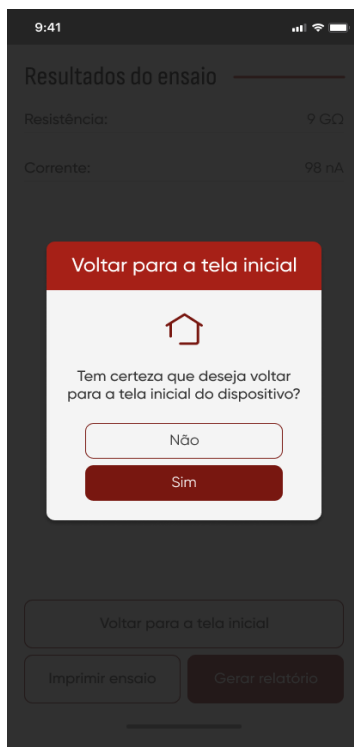 9:41
Resultados do ensaio
Resistência: 9 GΩ
Corrente: 98 nA
Voltar para a tela inicial
Tem certeza que deseja voltar
para a tela inicial do dispositivo?
Não
Sim
Voltar para a tela inicial
Imprimir ensaio Gerar relatório